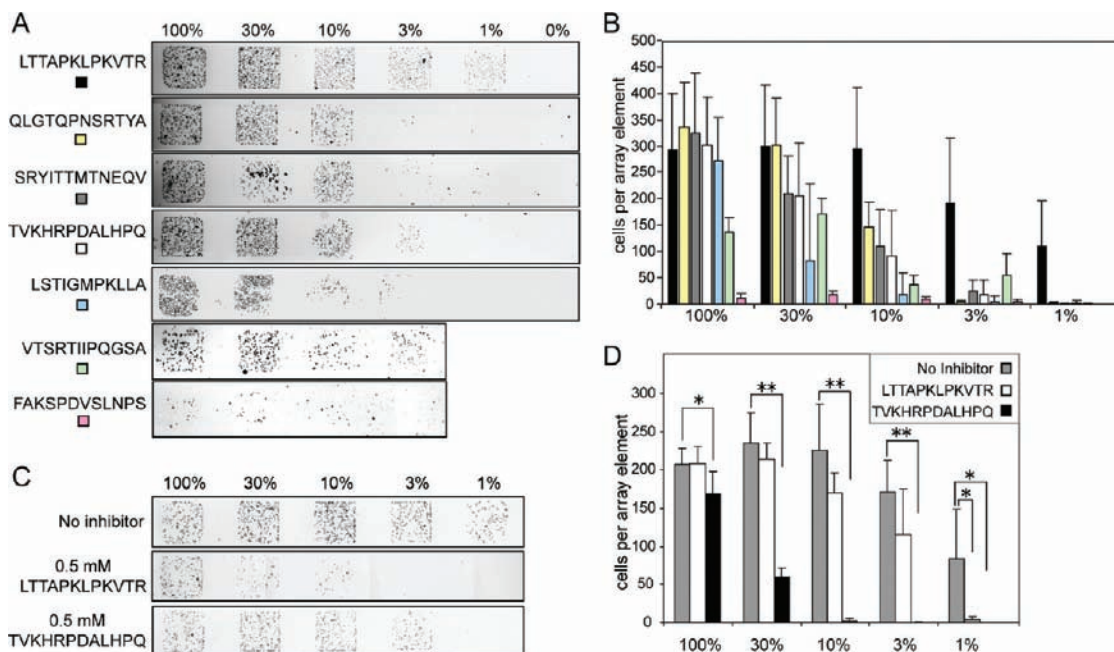 A
100% 30% 10% 3% 1% 0%
LTTAPKLPKVTR
QLGTQPNSRTYA
SRYITTMTNEQV
TVKHRPDALHPQ
LSTIGMPKLLA
VTSRTIIPQGSA
FAKSPDVSLNPS
B
cells per array element
500
450
400
350
300
250
200
150
100
50
0
100% 30% 10% 3% 1%
C
100% 30% 10% 3% 1%
No inhibitor
0.5 mM
LTTAPKLPKVTR
0.5 mM
TVKHRPDALHPQ
D
No Inhibitor
LTTAPKLPKVTR
TVKHRPDALHPQ
cells per array element
300
250
200
150
100
50
0
* ** ** ** * *
100% 30% 10% 3% 1%